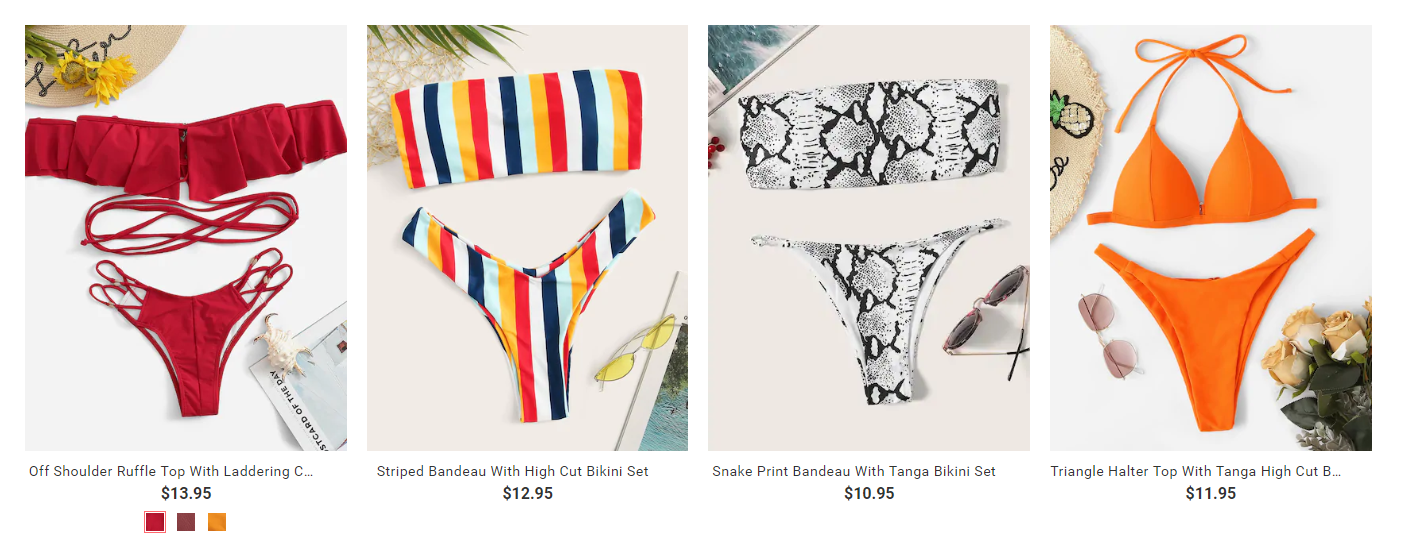 OSTCARD OF THE DAY
Off Shoulder Ruffle Top With Laddering C...
$13.95
Striped Bandeau With High Cut Bikini Set
$12.95
Snake Print Bandeau With Tanga Bikini Set
$10.95
Triangle Halter Top With Tanga High Cut B...
$11.95